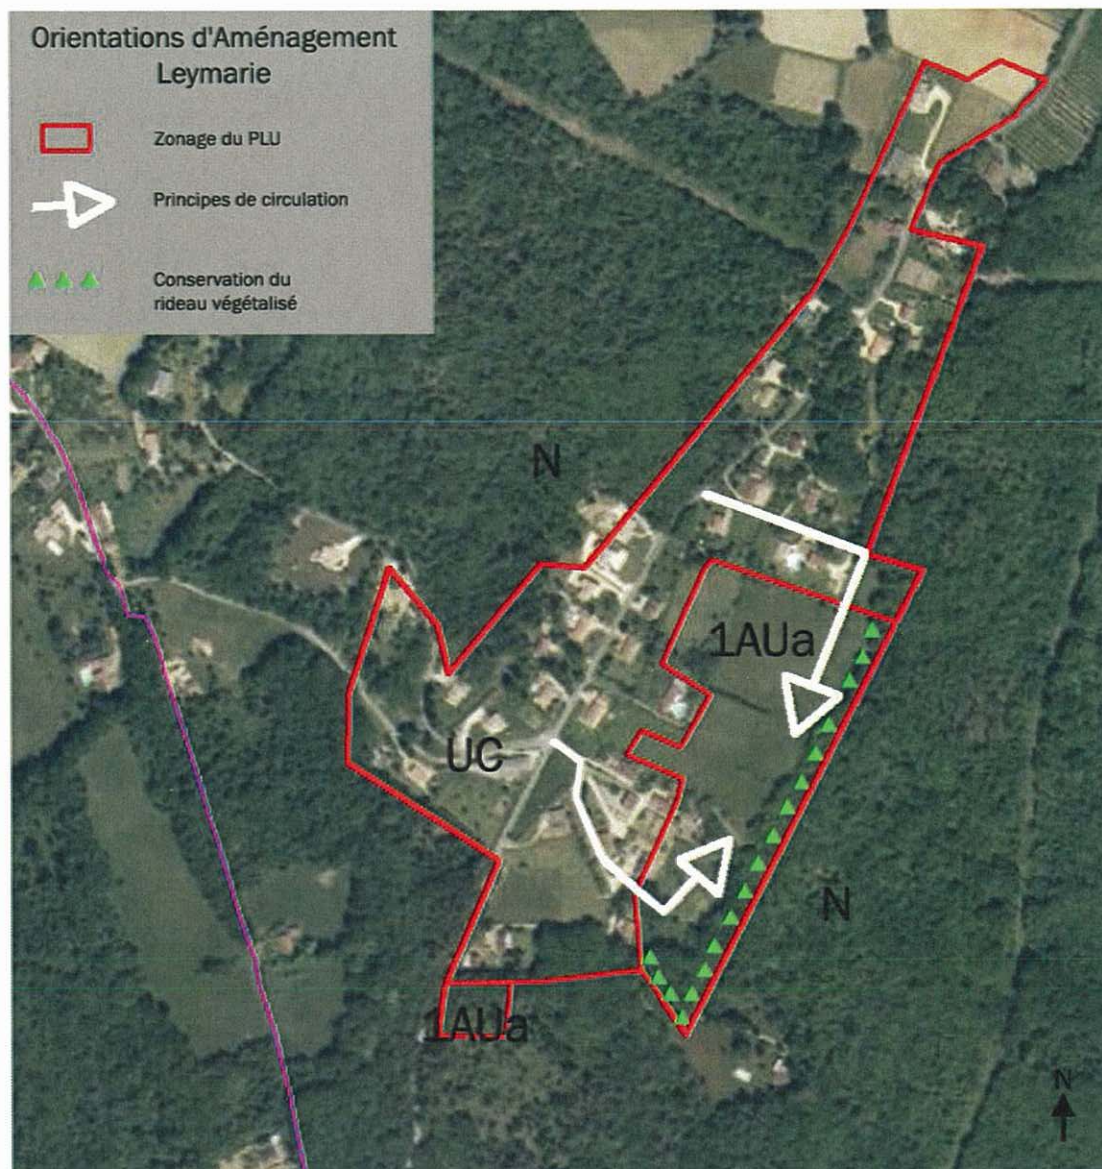 Orientations d'Aménagement
Leymarie
Zonage du PLU
Principes de circulation
Conservation du
rideau végétalisé
N
1AUa
UC
N
1AUa
N